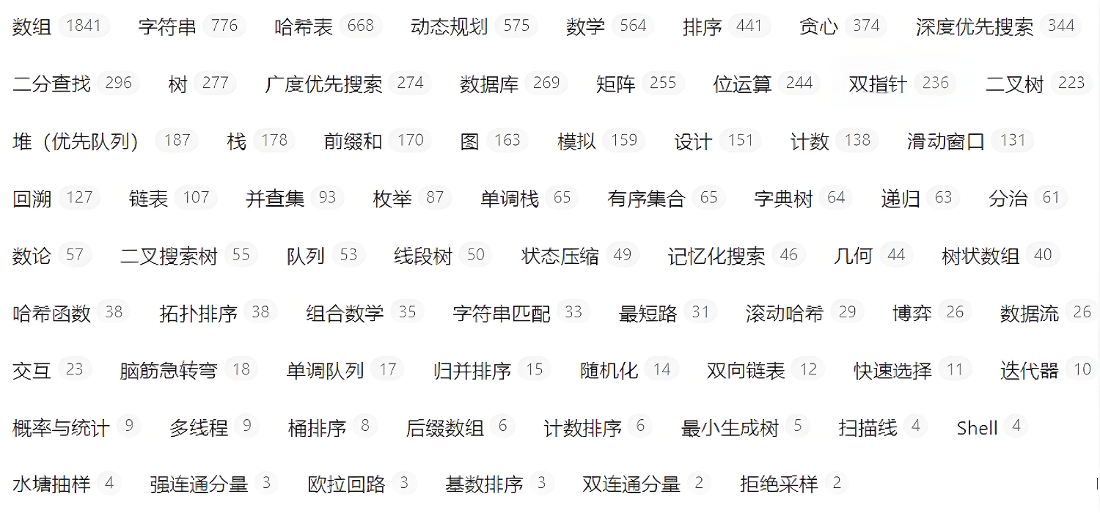 数组 1841 字符串 776 哈希表 668 动态规划 575 数学 564 排序 441 贪心 374 深度优先搜索 344
二分查找 296 树 277 广度优先搜索 274 数据库 269 矩阵 255 位运算 244 双指针 236 二叉树 223
堆（优先队列） 187 栈 178 前缀和 170 图 163 模拟 159 设计 151 计数 138 滑动窗口 131
回溯 127 链表 107 并查集 93 枚举 87 单调栈 65 有序集合 65 字典树 64 递归 63 分治 61
数论 57 二叉搜索树 55 队列 53 线段树 50 状态压缩 49 记忆化搜索 46 几何 44 树状数组 40
哈希函数 38 拓扑排序 38 组合数学 35 字符串匹配 33 最短路 31 滚动哈希 29 博弈 26 数据流 26
交互 23 脑筋急转弯 18 单调队列 17 归并排序 15 随机化 14 双向链表 12 快速选择 11 迭代器 10
概率与统计 9 多线程 9 桶排序 8 后缀数组 6 计数排序 6 最小生成树 5 扫描线 4 Shell 4
水塘抽样 4 强连通分量 3 欧拉回路 3 基数排序 3 双连通分量 2 拒绝采样 2